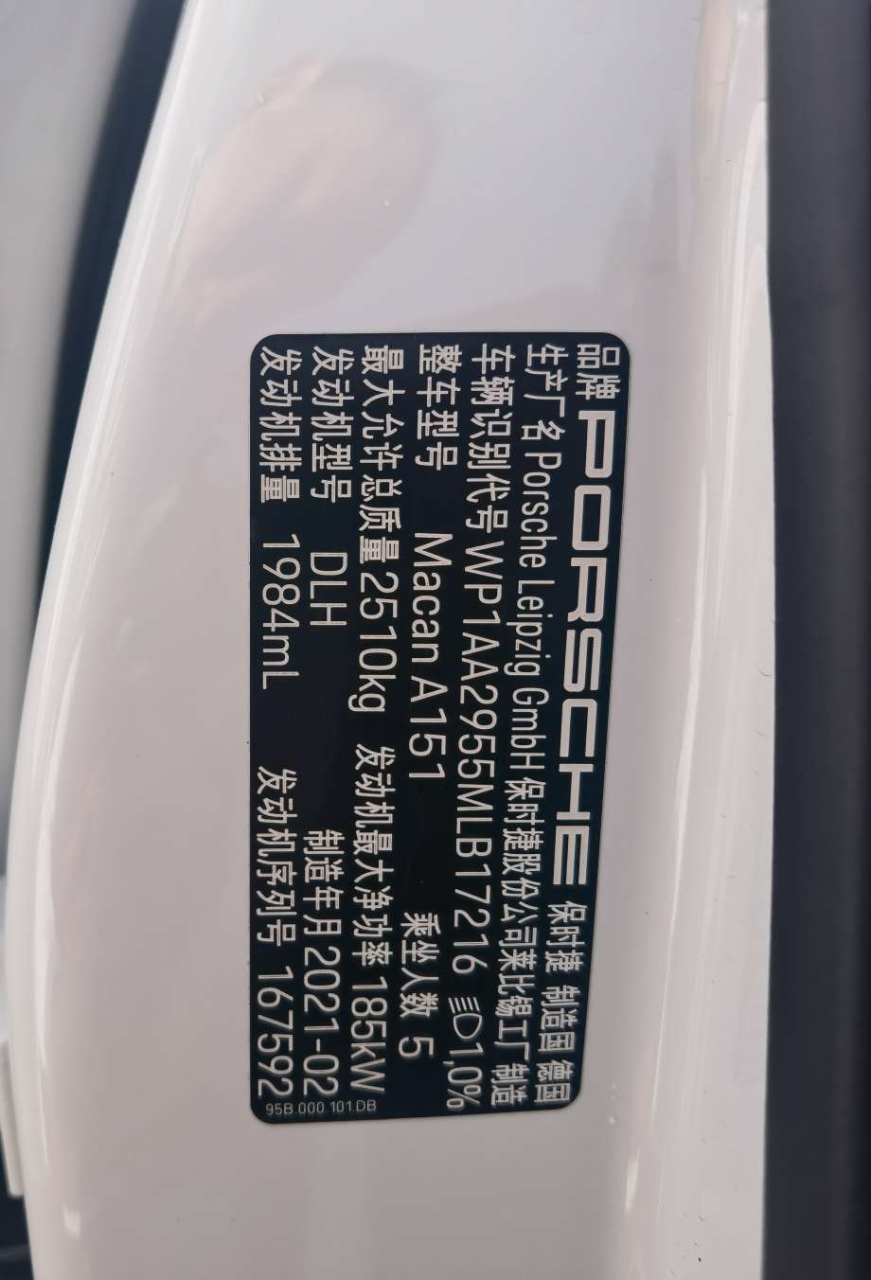 品牌 PORSCHE 保时捷 制造国 德国
生产厂名 Porsche Leipzig GmbH 保时捷股份公司莱比锡工厂制造
车辆识别代号 WP1AA2955MLB17216 1,0%
整车型号 Macan A151 乘坐人数 5
最大允许总质量 2510kg 发动机最大净功率 185kW
发动机型号 DLH 制造年月 2021-02
发动机排量 1984mL 发动机序列号 167592
95B.000.101.DB